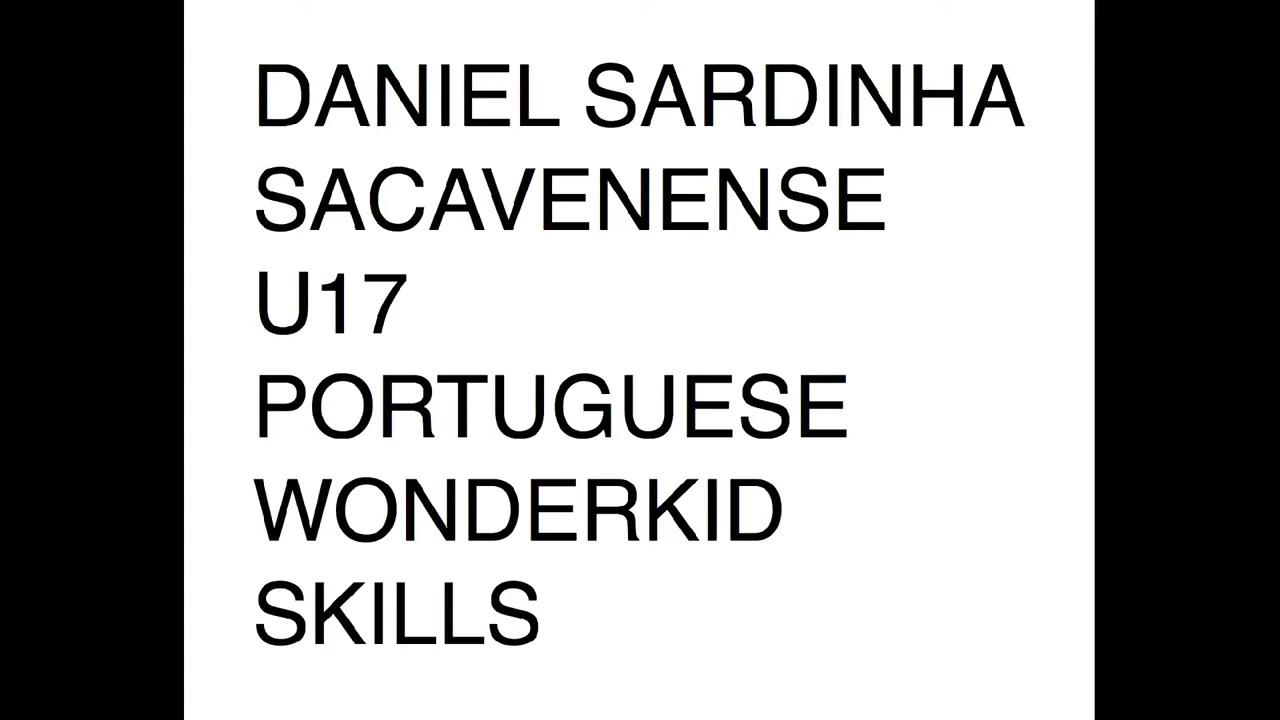 DANIEL SARDINHA
SACAVENENSE
U17
PORTUGUESE
WONDERKID
SKILLS